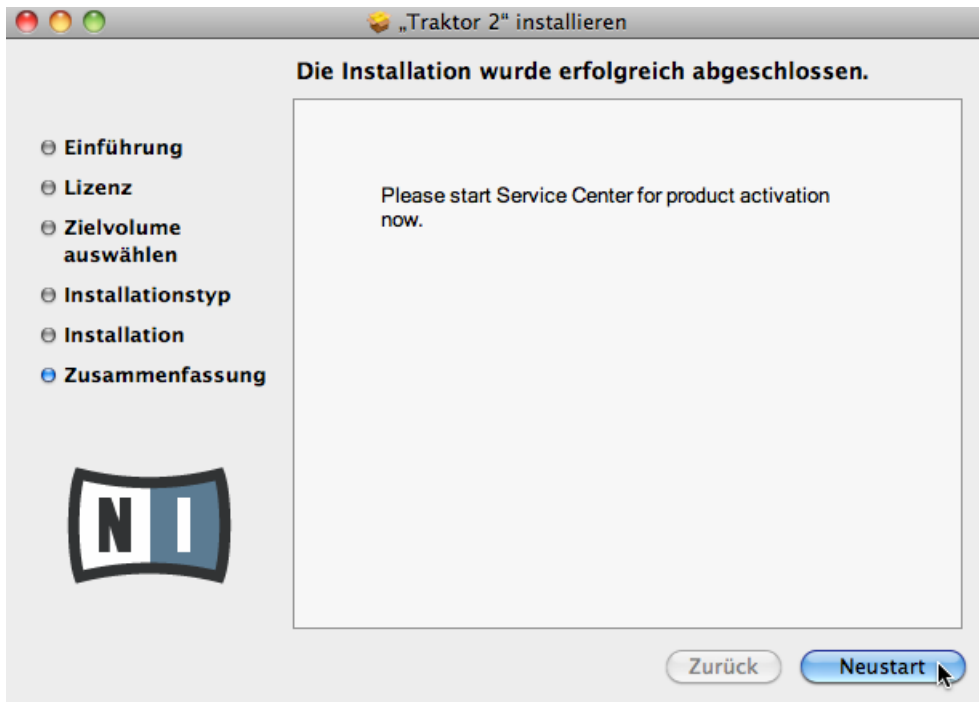 „Traktor 2“ installieren
Die Installation wurde erfolgreich abgeschlossen.
Einführung
Lizenz
Zielvolume
auswählen
Installationstyp
Installation
Zusammenfassung
Please start Service Center for product activation
now.
NI
Zurück
Neustart